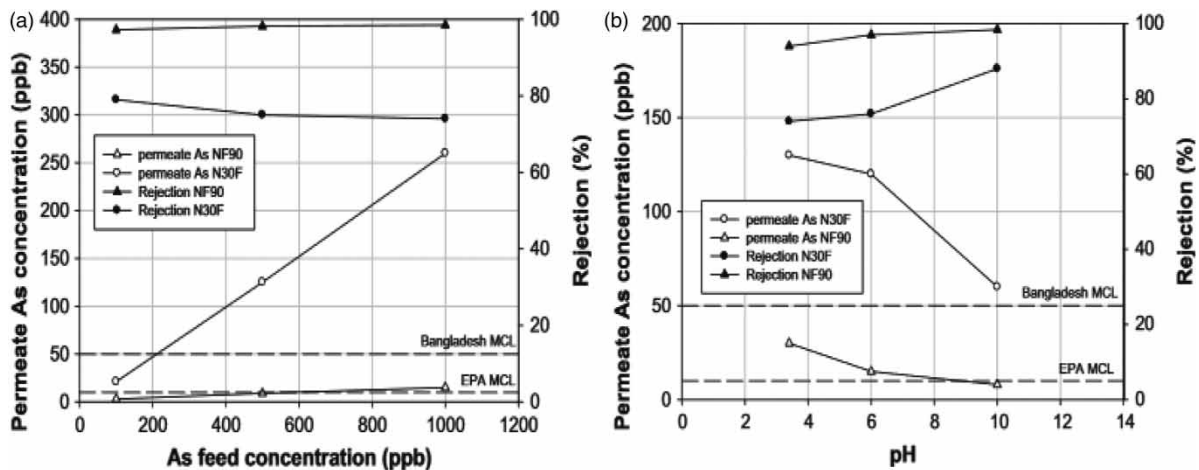 (a)
400
350
300
250
200
150
100
50
0
Permeate As concentration (ppb)
100
80
60
40
20
0
Rejection (%)
permeate As NF90
permeate As N30F
Rejection NF90
Rejection N30F
Bangladesh MCL
EPA MCL
0 200 400 600 800 1000 1200
As feed concentration (ppb)
(b)
200
150
100
50
0
Permeate As concentration (ppb)
100
80
60
40
20
0
Rejection (%)
permeate As N30F
permeate As NF90
Rejection N30F
Rejection NF90
Bangladesh MCL
EPA MCL
0 2 4 6 8 10 12 14
pH